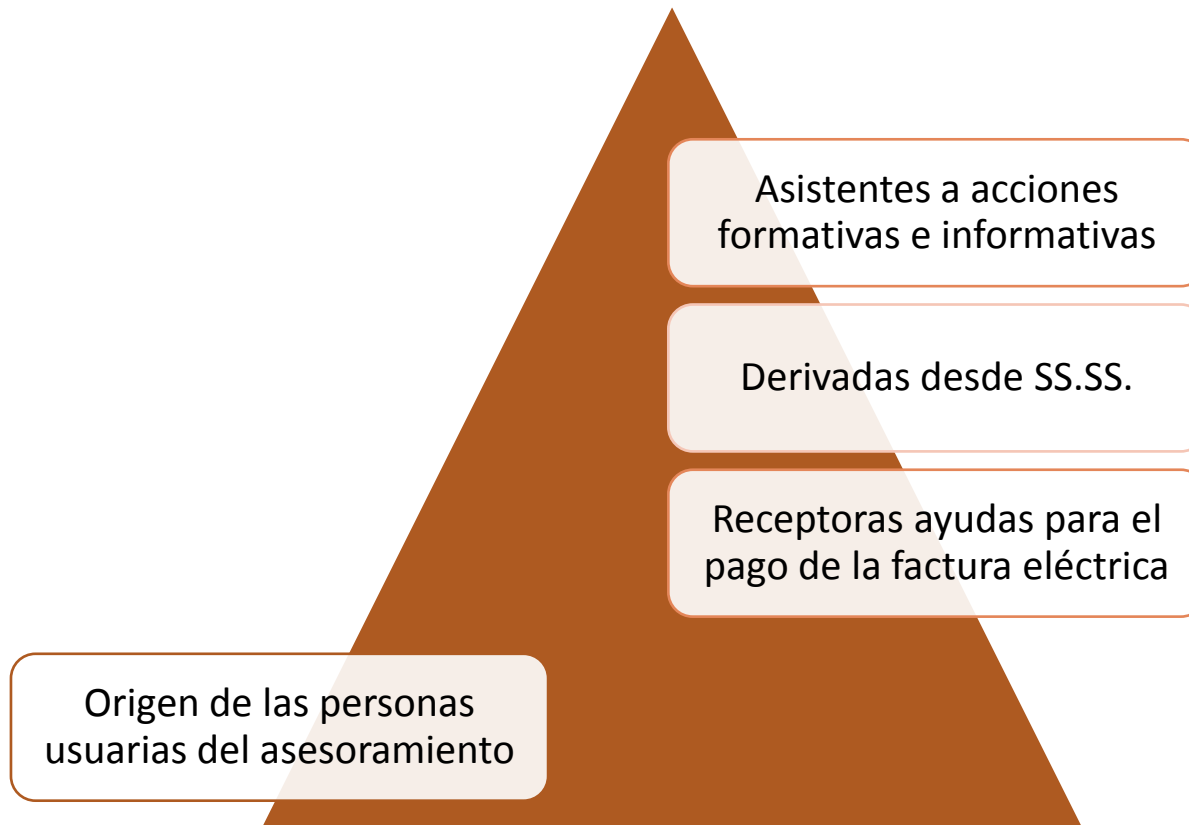 Asistentes a acciones
formativas e informativas
Derivadas desde SS.SS.
Receptoras ayudas para el
pago de la factura eléctrica
Origen de las personas
usuarias del asesoramiento